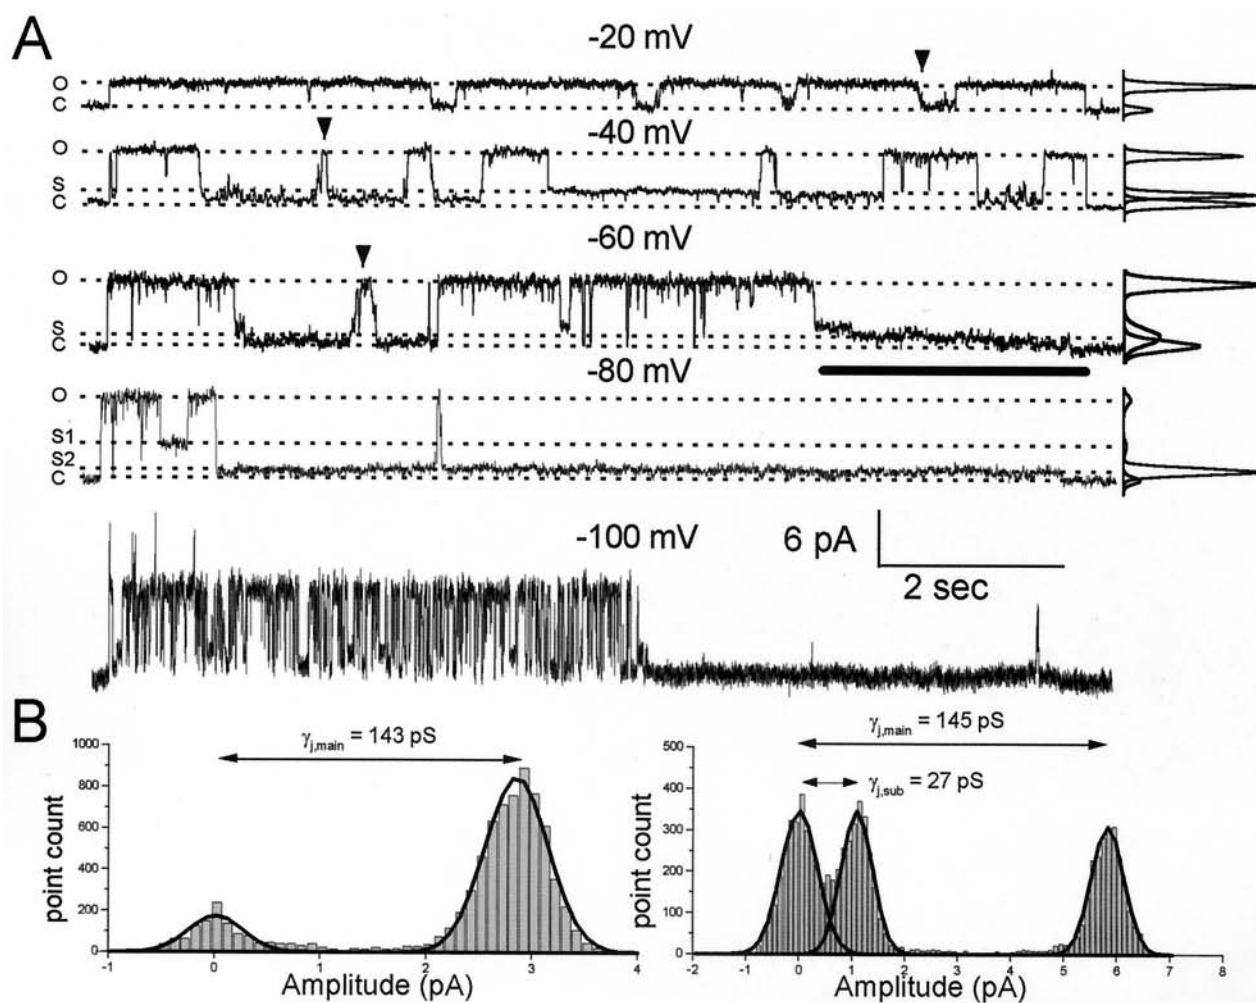 A
-20 mV
O
C
-40 mV
O
S
C
-60 mV
O
S
C
-80 mV
O
S1
S2
C
-100 mV
6 pA
2 sec
B
γj,main = 143 pS
1000
800
600
400
200
0
point count
-1 0 1 2 3 4
Amplitude (pA)
γj,main = 145 pS
γj,sub = 27 pS
500
400
300
200
100
0
point count
-2 -1 0 1 2 3 4 5 6 7 8
Amplitude (pA)